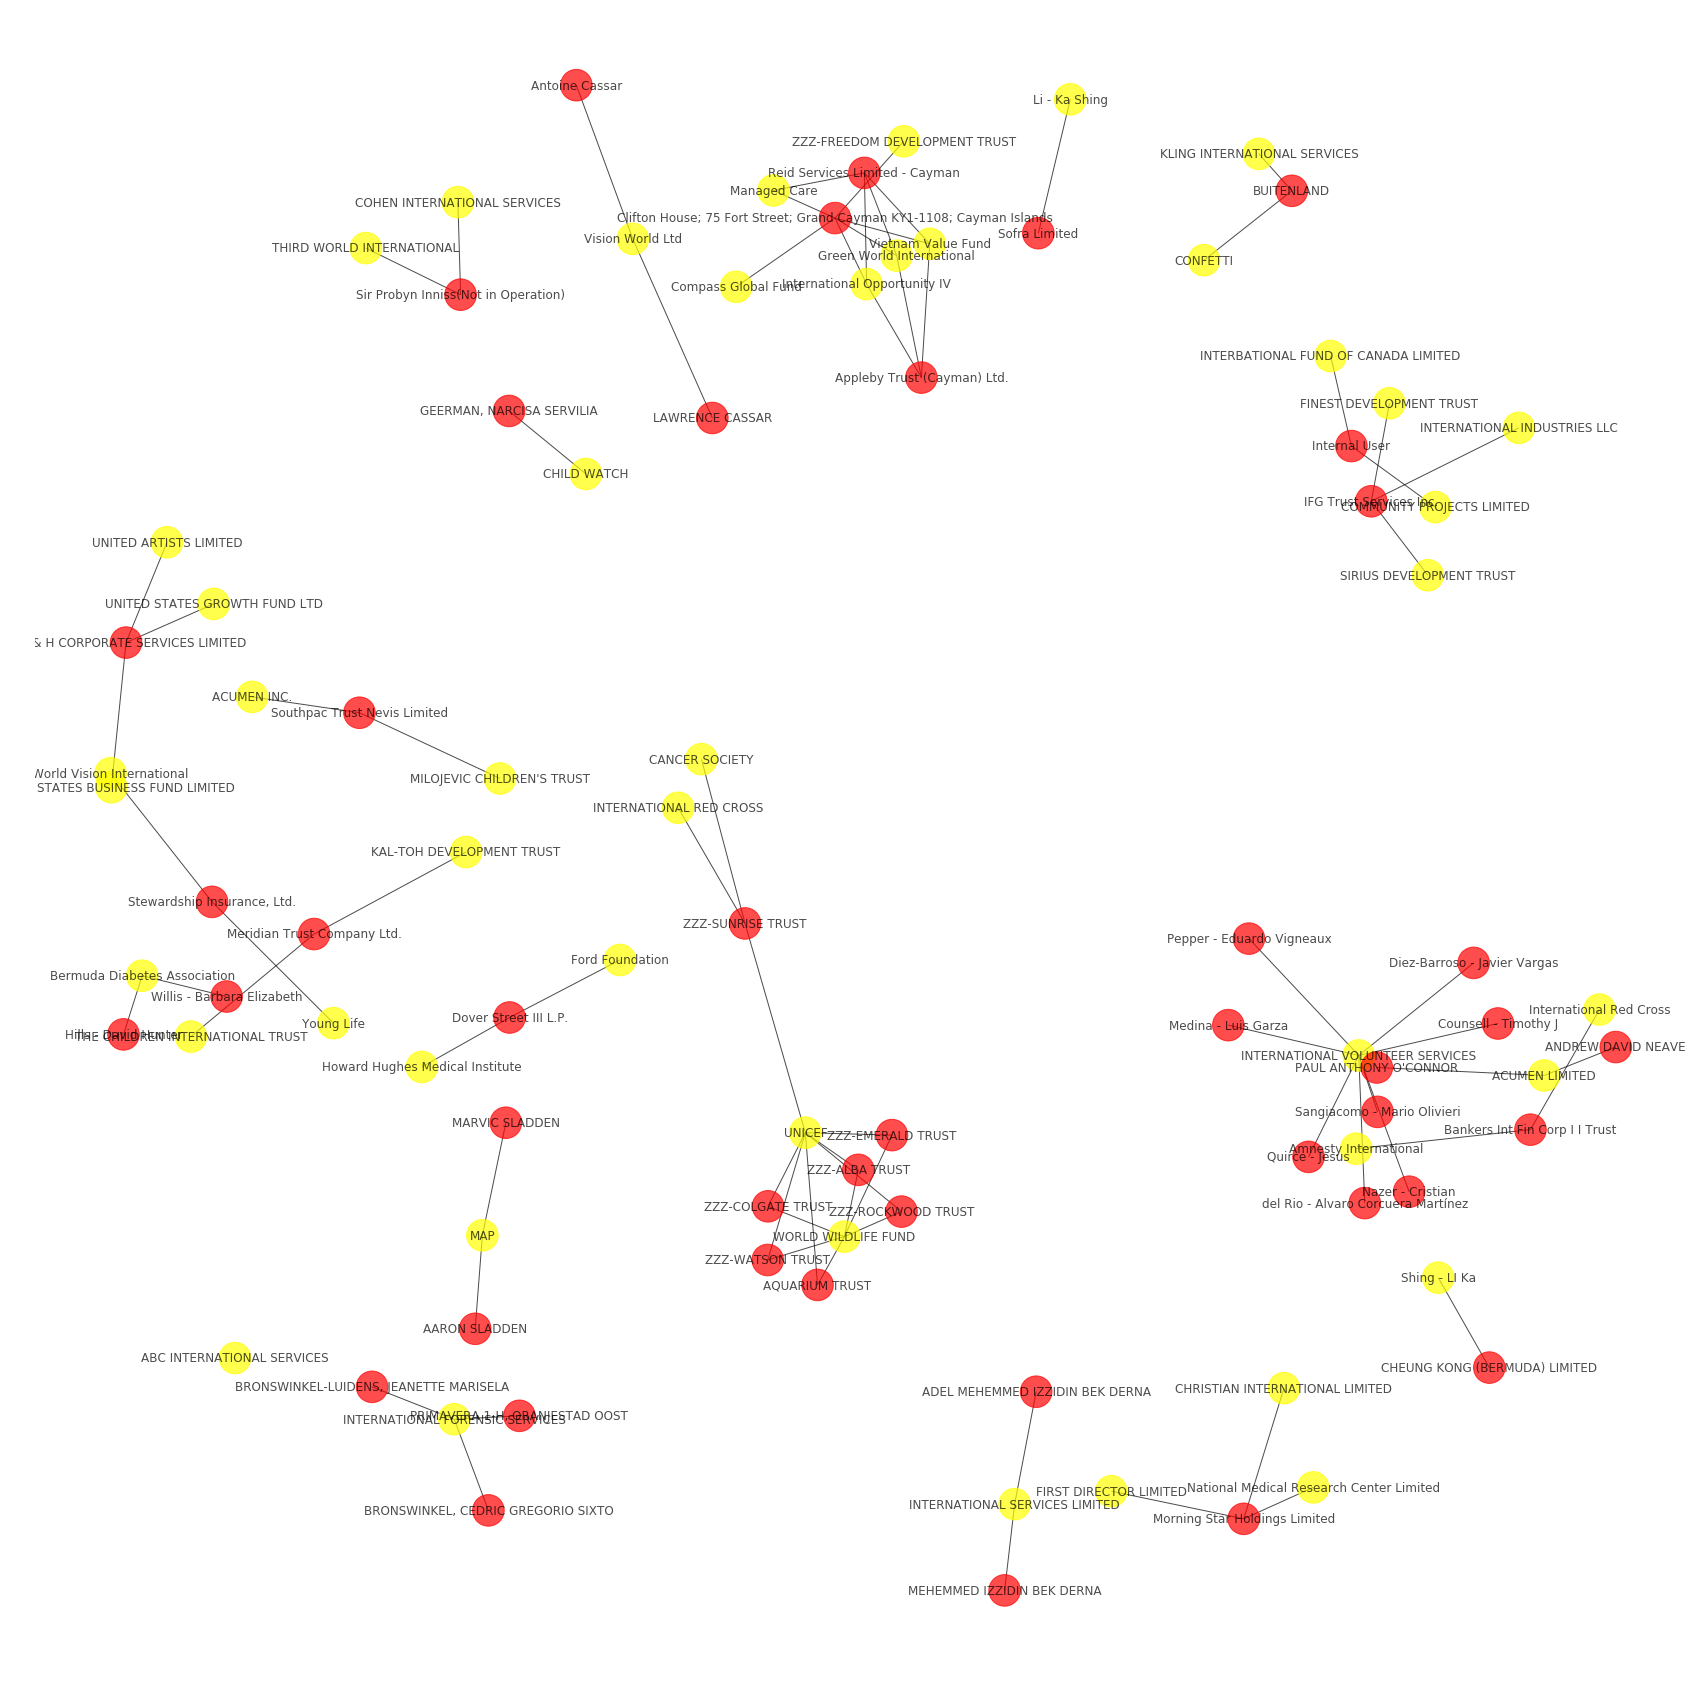 Antoine Cassar
Li - Ka Shing
ZZZ-FREEDOM DEVELOPMENT TRUST
KLING INTERNATIONAL SERVICES
Reid Services Limited - Cayman
Managed Care
BUITENLAND
COHEN INTERNATIONAL SERVICES
Clifton House; 75 Fort Street; Grand Cayman KY1-1108; Cayman Islands
Sofra Limited
Vision World Ltd
Vietnam Value Fund
THIRD WORLD INTERNATIONAL
Green World International
CONFETTI
International Opportunity IV
Compass Global Fund
Sir Probyn Inniss(Not in Operation)
INTERBATIONAL FUND OF CANADA LIMITED
Appleby Trust (Cayman) Ltd.
FINEST DEVELOPMENT TRUST
GEERMAN, NARCISA SERVILIA
LAWRENCE CASSAR
INTERNATIONAL INDUSTRIES LLC
Internal User
CHILD WATCH
IFG Trust Services Inc.
COMMUNITY PROJECTS LIMITED
UNITED ARTISTS LIMITED
SIRIUS DEVELOPMENT TRUST
UNITED STATES GROWTH FUND LTD
& H CORPORATE SERVICES LIMITED
ACUMEN INC.
Southpac Trust Nevis Limited
CANCER SOCIETY
World Vision International
MILOJEVIC CHILDREN'S TRUST
STATES BUSINESS FUND LIMITED
INTERNATIONAL RED CROSS
KAL-TOH DEVELOPMENT TRUST
Stewardship Insurance, Ltd.
ZZZ-SUNRISE TRUST
Meridian Trust Company Ltd.
Pepper - Eduardo Vigneaux
Ford Foundation
Diez-Barroso - Javier Vargas
Bermuda Diabetes Association
Willis - Barbara Elizabeth
International Red Cross
Dover Street III L.P.
Young Life
Medina - Luis Garza
Counsell - Timothy J
Hills - David Hunter
THE CHILDREN INTERNATIONAL TRUST
ANDREW DAVID NEAVE
INTERNATIONAL VOLUNTEER SERVICES
Howard Hughes Medical Institute
PAUL ANTHONY O'CONNOR
ACUMEN LIMITED
Sangiacomo - Mario Olivieri
MARVIC SLADDEN
Bankers Int Fin Corp I I Trust
UNICEF
ZZZ-EMERALD TRUST
Amnesty International
Quirce - Jesus
ZZZ-ALBA TRUST
Nazer - Cristian
del Rio - Alvaro Corcuera Martínez
ZZZ-COLGATE TRUST
ZZZ-ROCKWOOD TRUST
MAP
WORLD WILDLIFE FUND
ZZZ-WATSON TRUST
Shing - LI Ka
AQUARIUM TRUST
AARON SLADDEN
ABC INTERNATIONAL SERVICES
CHEUNG KONG (BERMUDA) LIMITED
BRONSWINKEL-LUIDENS, JEANETTE MARISELA
CHRISTIAN INTERNATIONAL LIMITED
ADEL MEHEMMED IZZIDIN BEK DERNA
PRIMAVERA 1-H, ORANJESTAD OOST
INTERNATIONAL FORENSIC SERVICES
National Medical Research Center Limited
FIRST DIRECTOR LIMITED
INTERNATIONAL SERVICES LIMITED
BRONSWINKEL, CEDRIC GREGORIO SIXTO
Morning Star Holdings Limited
MEHEMMED IZZIDIN BEK DERNA